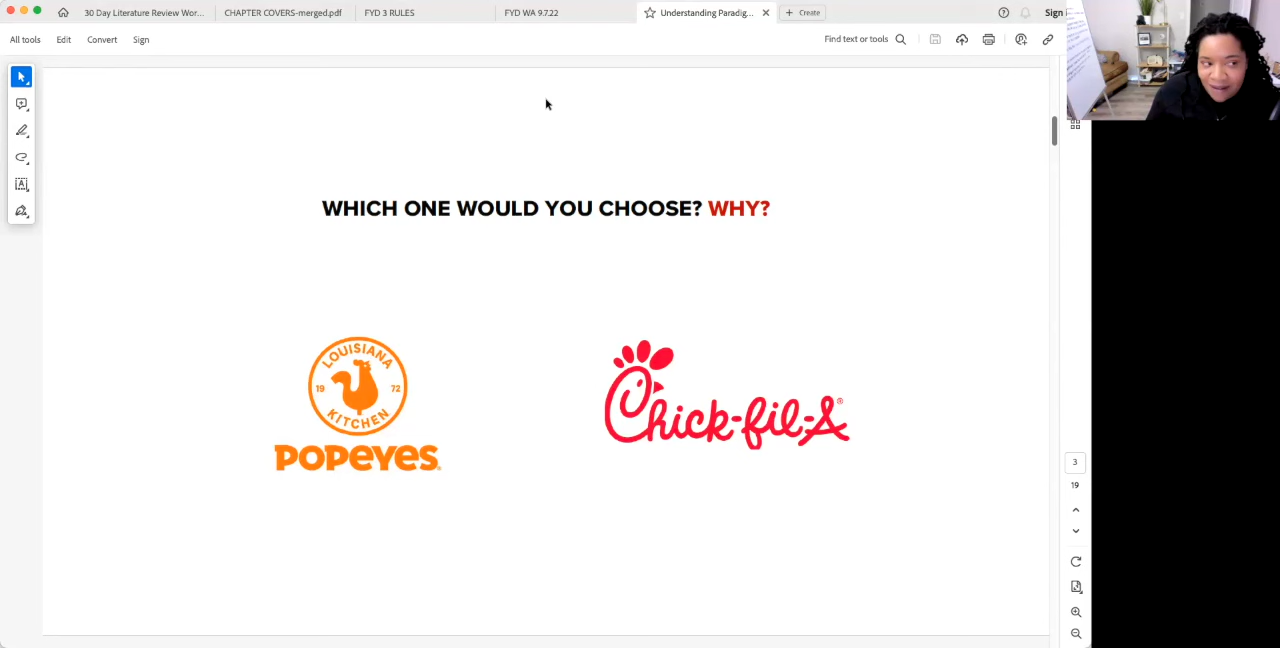 30 Day Literature Review Wor...
CHAPTER COVERS-merged.pdf
FYD 3 RULES
FYD WA 9.7.22
Understanding Paradig...
Create
Sign
All tools
Edit
Convert
Sign
Find text or tools
WHICH ONE WOULD YOU CHOOSE? WHY?
LOUISIANA
19 72
KITCHEN
POPEYES
Chick-fil-A®
3
19